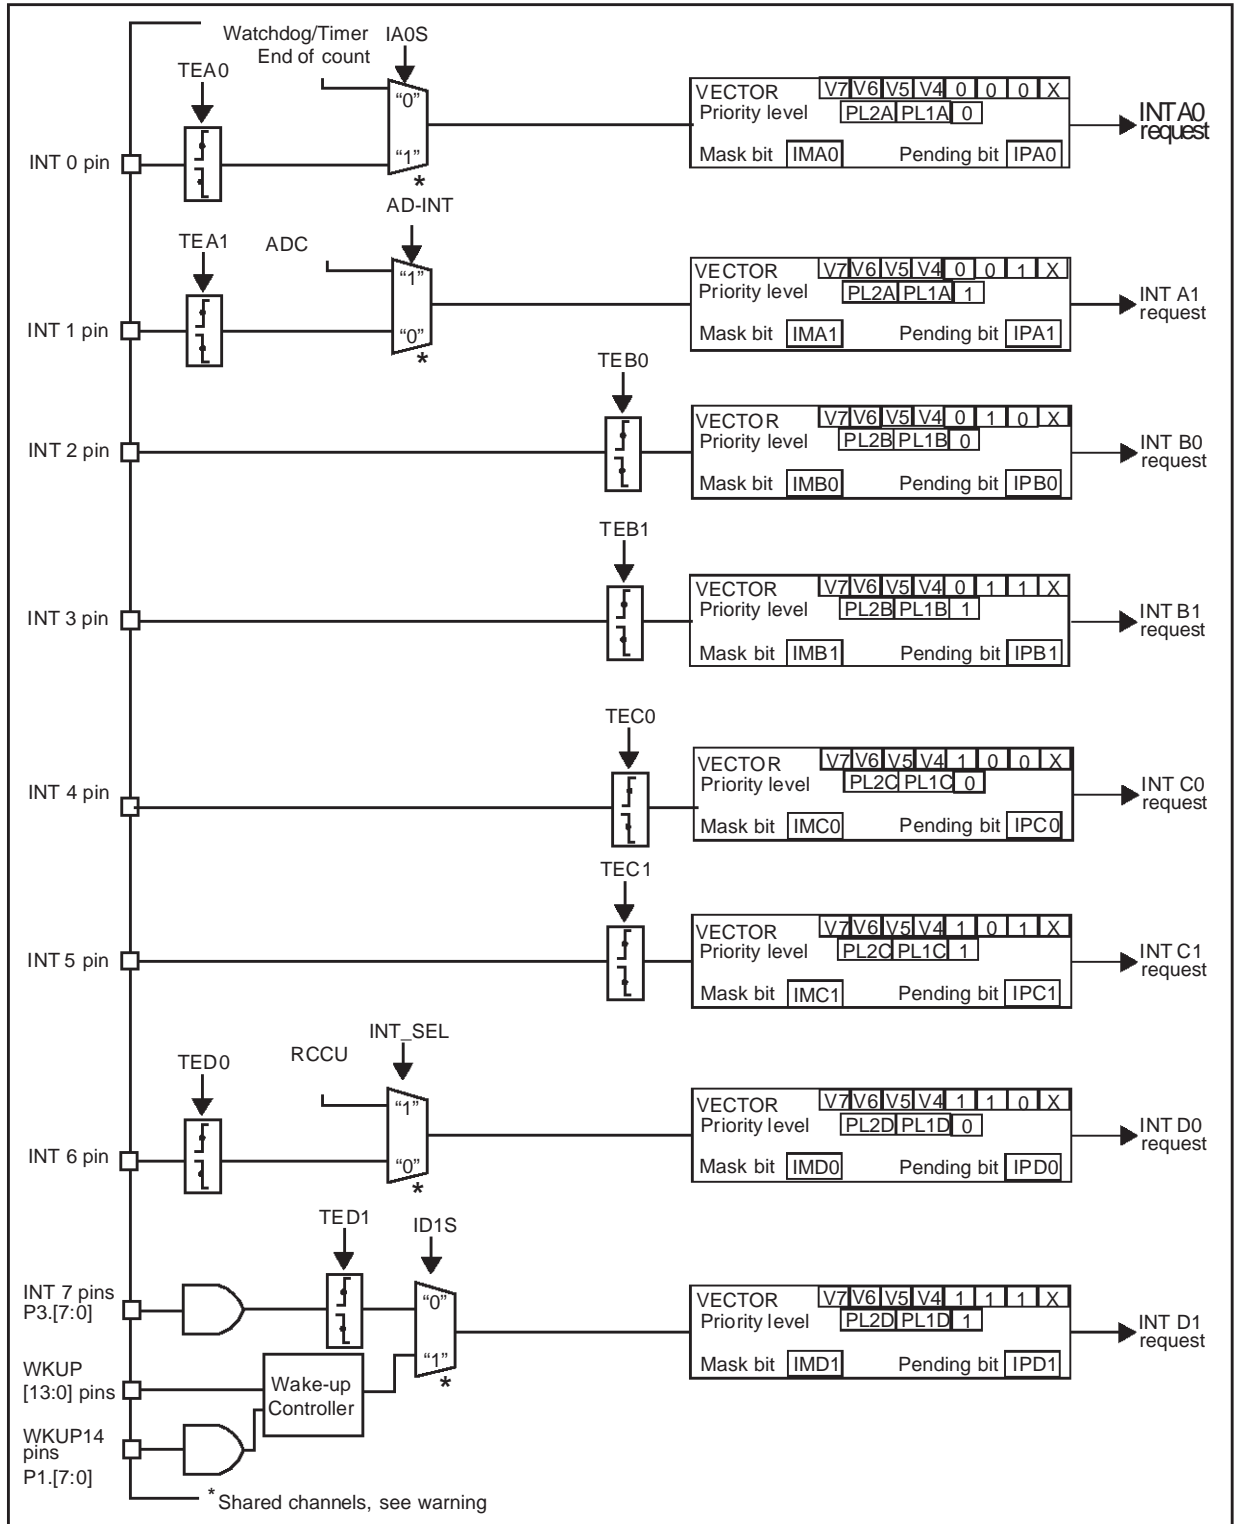 Watchdog/Timer IA0S
End of count
TEA0
"0"
"1"
*
INT 0 pin
VECTOR V7 V6 V5 V4 0 0 0 X
Priority level PL2A PL1A 0
Mask bit IMA0 Pending bit IPA0
INTA0
request
AD-INT
TEA1 ADC
"1"
"0"
*
INT 1 pin
VECTOR V7 V6 V5 V4 0 0 1 X
Priority level PL2A PL1A 1
Mask bit IMA1 Pending bit IPA1
INT A1
request
TEB0
INT 2 pin
VECTOR V7 V6 V5 V4 0 1 0 X
Priority level PL2B PL1B 0
Mask bit IMB0 Pending bit IPB0
INT B0
request
TEB1
INT 3 pin
VECTOR V7 V6 V5 V4 0 1 1 X
Priority level PL2B PL1B 1
Mask bit IMB1 Pending bit IPB1
INT B1
request
TEC0
INT 4 pin
VECTOR V7 V6 V5 V4 1 0 0 X
Priority level PL2C PL1C 0
Mask bit IMC0 Pending bit IPC0
INT C0
request
TEC1
INT 5 pin
VECTOR V7 V6 V5 V4 1 0 1 X
Priority level PL2C PL1C 1
Mask bit IMC1 Pending bit IPC1
INT C1
request
INT_SEL
TED0 RCCU
"1"
"0"
*
INT 6 pin
VECTOR V7 V6 V5 V4 1 1 0 X
Priority level PL2D PL1D 0
Mask bit IMD0 Pending bit IPD0
INT D0
request
TED1 ID1S
INT 7 pins
P3.[7:0]
"0"
"1"
*
VECTOR V7 V6 V5 V4 1 1 1 X
Priority level PL2D PL1D 1
Mask bit IMD1 Pending bit IPD1
INT D1
request
WKUP
[13:0] pins
Wake-up
Controller
WKUP14
pins
P1.[7:0]
* Shared channels, see warning